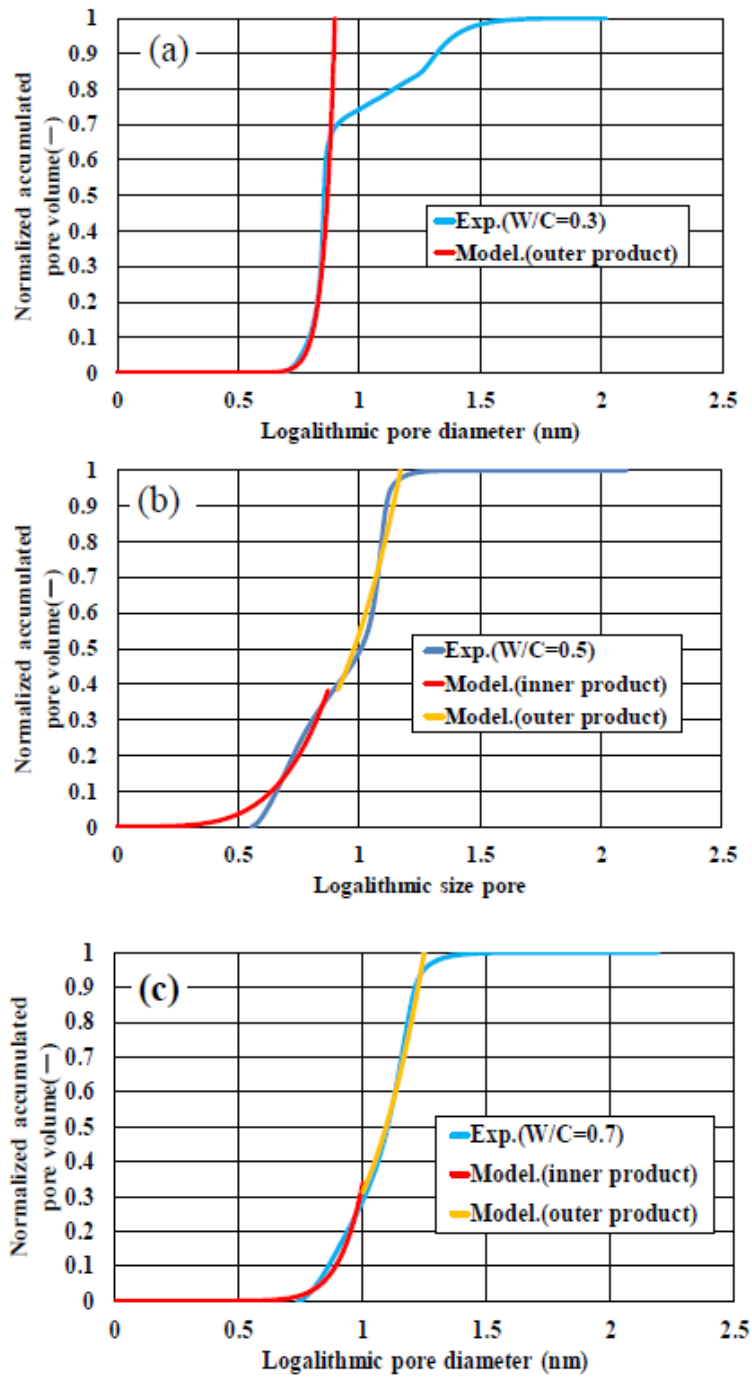 (a)
Normalized accumulated
pore volume(—)
1
0.9
0.8
0.7
0.6
0.5
0.4
0.3
0.2
0.1
0
Exp.(W/C=0.3)
Model.(outer product)
0 0.5 1 1.5 2 2.5
Logalithmic pore diameter (nm)
(b)
Normalized accumulated
pore volume(—)
1
0.9
0.8
0.7
0.6
0.5
0.4
0.3
0.2
0.1
0
Exp.(W/C=0.5)
Model.(inner product)
Model.(outer product)
0 0.5 1 1.5 2 2.5
Logalithmic size pore
(c)
Normalized accumulated
pore volume(—)
1
0.9
0.8
0.7
0.6
0.5
0.4
0.3
0.2
0.1
0
Exp.(W/C=0.7)
Model.(inner product)
Model.(outer product)
0 0.5 1 1.5 2 2.5
Logalithmic pore diameter (nm)